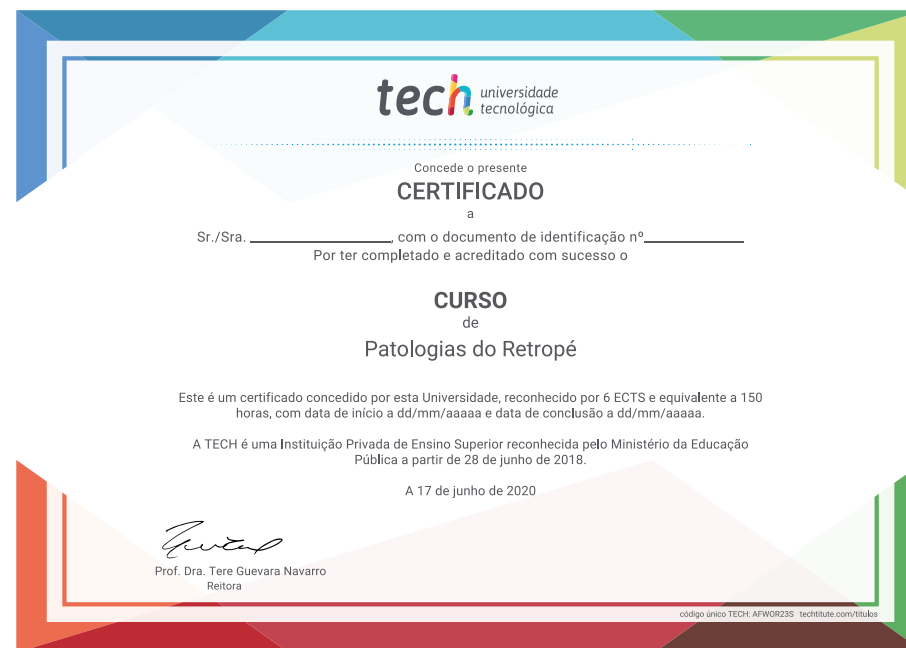 tech universidade
tecnológica
Concede o presente
CERTIFICADO
a
Sr./Sra. ____________, com o documento de identificação nº____________
Por ter completado e acreditado com sucesso o
CURSO
de
Patologias do Retropé
Este é um certificado concedido por esta Universidade, reconhecido por 6 ECTS e equivalente a 150
horas, com data de início a dd/mm/aaaaa e data de conclusão a dd/mm/aaaaa.
A TECH é uma Instituição Privada de Ensino Superior reconhecida pelo Ministério da Educação
Pública a partir de 28 de junho de 2018.
A 17 de junho de 2020
Prof. Dra. Tere Guevara Navarro
Reitora
código único TECH: AFWOR23S techtitute.com/titulos